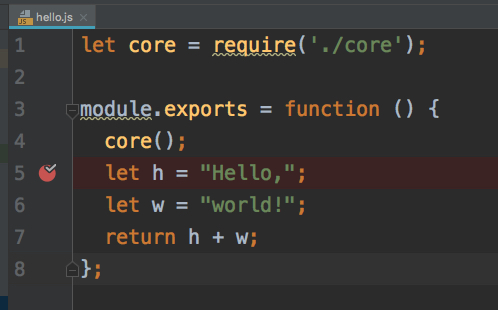 hello.js
1 let core = require('./core');
2
3 module.exports = function () {
4 core();
5 let h = "Hello,";
6 let w = "world!";
7 return h + w;
8 };